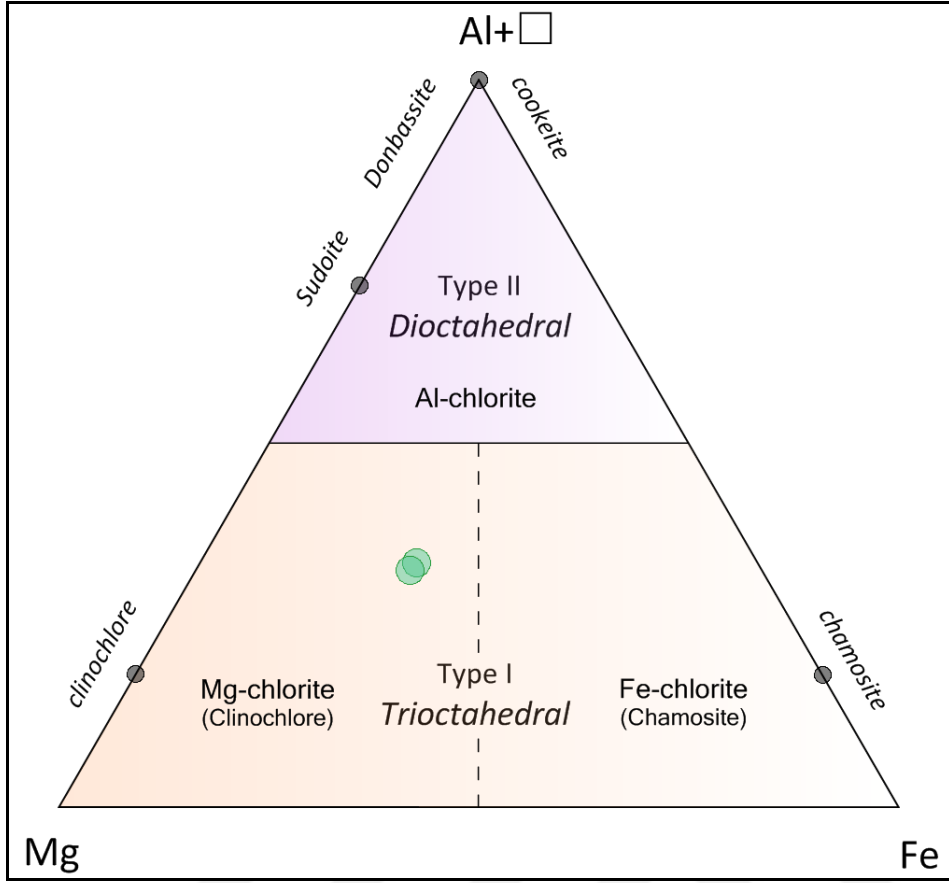 Al+□
Donbassite
cookeite
Sudoite
Type II
Dioctahedral
Al-chlorite
clinochlore
chamosite
Mg-chlorite
(Clinochlore)
Type I
Trioctahedral
Fe-chlorite
(Chamosite)
Mg
Fe